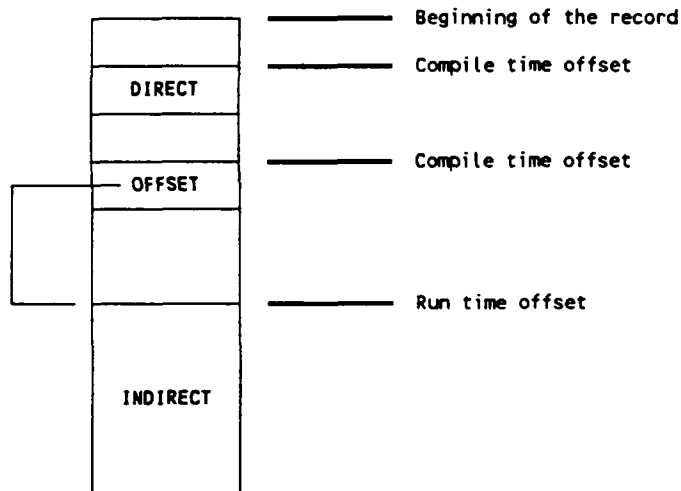 Beginning of the record
Compile time offset
DIRECT
Compile time offset
OFFSET
Run time offset
INDIRECT